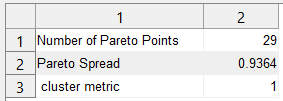 1 2
1 Number of Pareto Points 29
2 Pareto Spread 0.9364
3 cluster metric 1